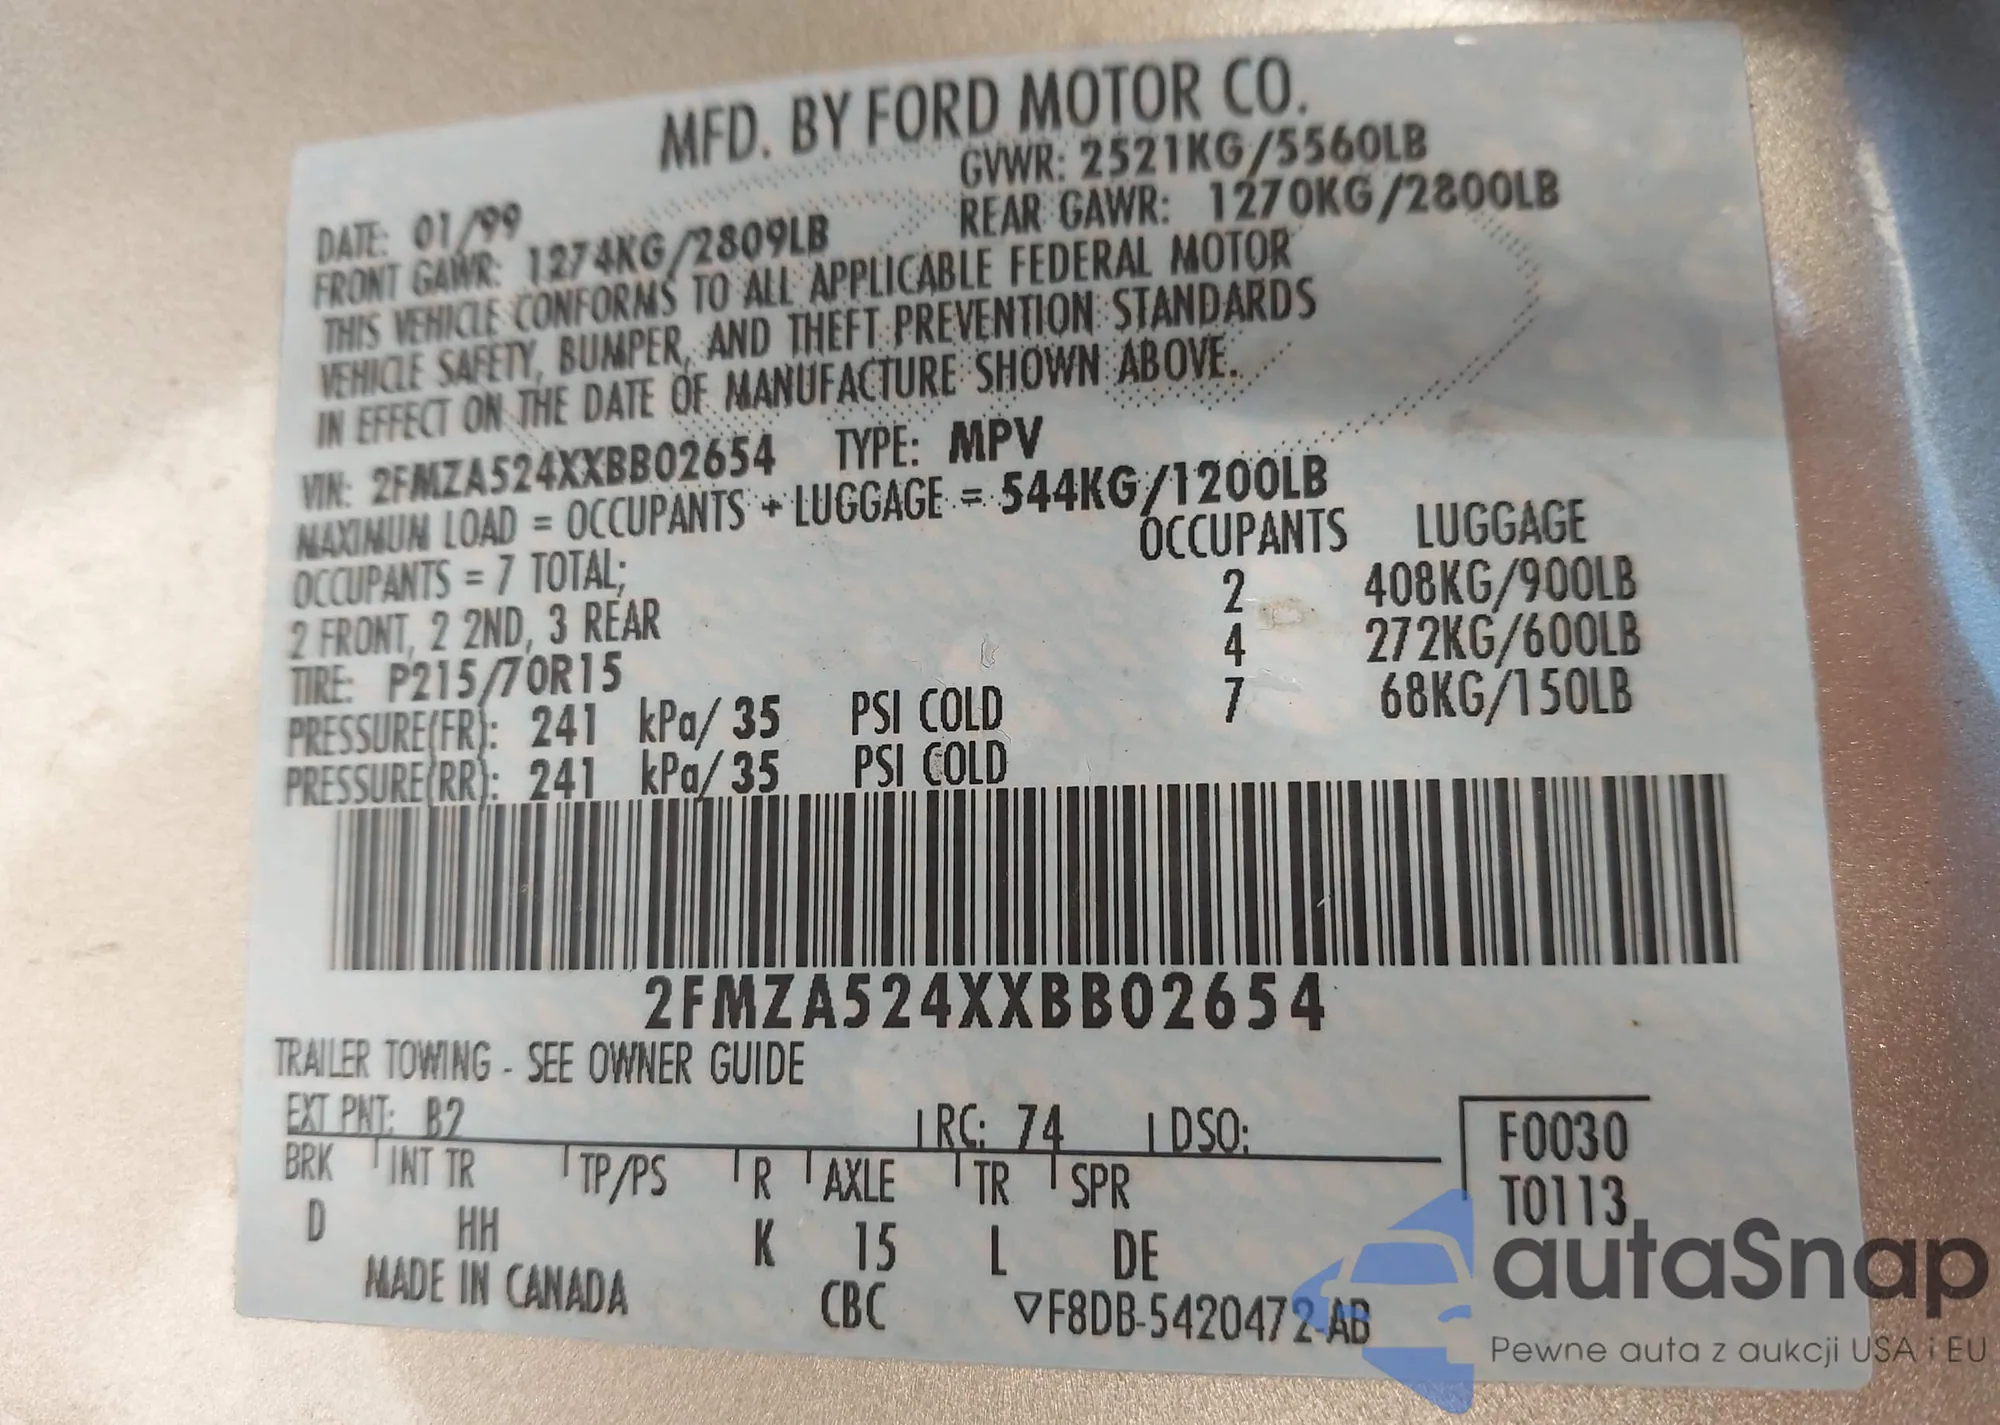 MFD. BY FORD MOTOR CO.
DATE: 01/99 GVWR: 2521KG/5560LB
FRONT GAWR: 1274KG/2809LB REAR GAWR: 1270KG/2800LB
THIS VEHICLE CONFORMS TO ALL APPLICABLE FEDERAL MOTOR
VEHICLE SAFETY, BUMPER, AND THEFT PREVENTION STANDARDS
IN EFFECT ON THE DATE OF MANUFACTURE SHOWN ABOVE.
VIN: 2FMZA524XXBB02654 TYPE: MPV
MAXIMUM LOAD = OCCUPANTS + LUGGAGE = 544KG/1200LB
OCCUPANTS = 7 TOTAL; OCCUPANTS LUGGAGE
2 FRONT, 2 2ND, 3 REAR 2 408KG/900LB
TIRE: P215/70R15 4 272KG/600LB
PRESSURE(FR): 241 kPa/ 35 PSI COLD 7 68KG/150LB
PRESSURE(RR): 241 kPa/ 35 PSI COLD
2FMZA524XXBB02654
TRAILER TOWING - SEE OWNER GUIDE
EXT PNT: B2 RC: 74 DSO: F0030
BRK INT TR TP/PS R AXLE TR SPR T0113
D HH K 15 L DE
MADE IN CANADA CBC ▽F8DB-5420472-AB
autaSnap
Pewne auta z aukcji USA i EU